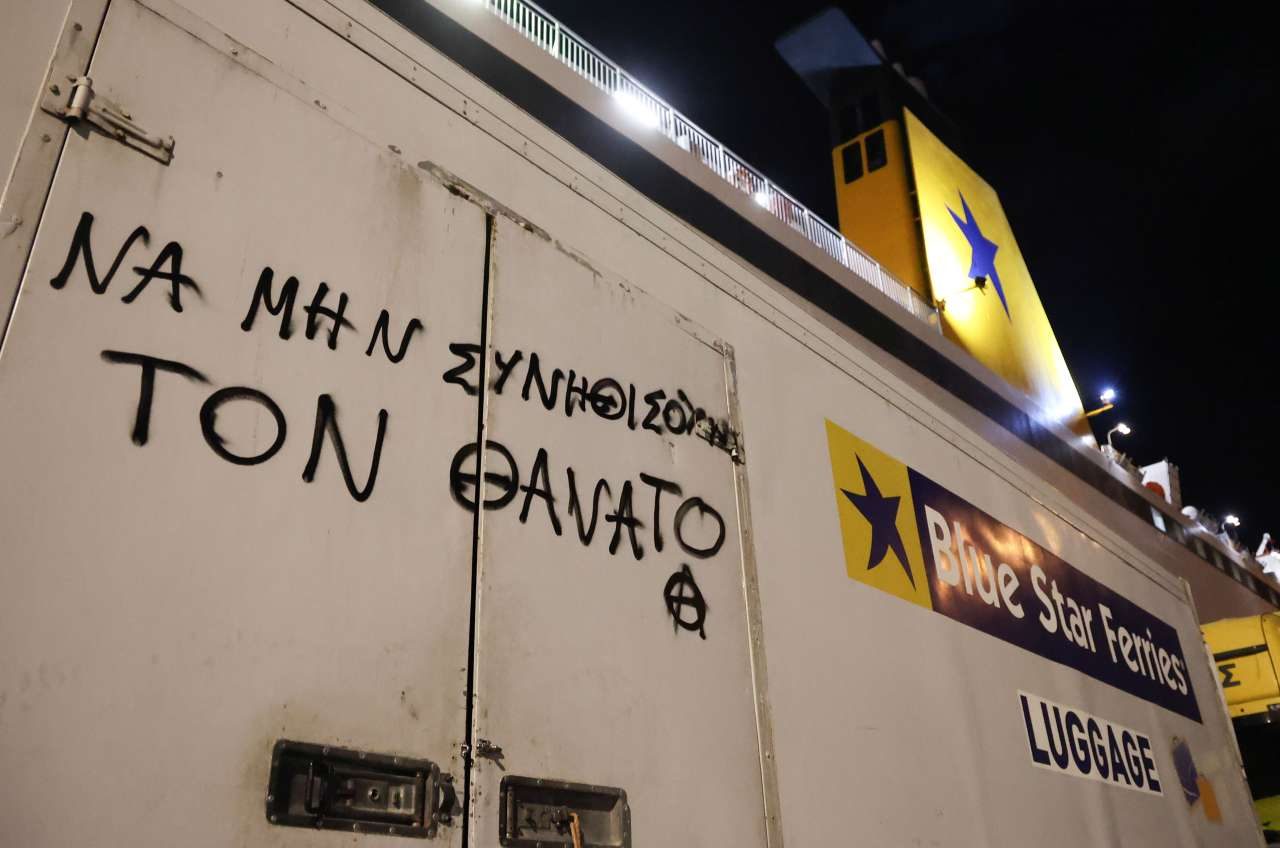 ΝΑ ΜΗΝ ΣΥΝΗΘΙΣΟΥΜΕ
ΤΟΝ ΘΑΝΑΤΟ
Blue Star Ferries
LUGGAGE
Σ